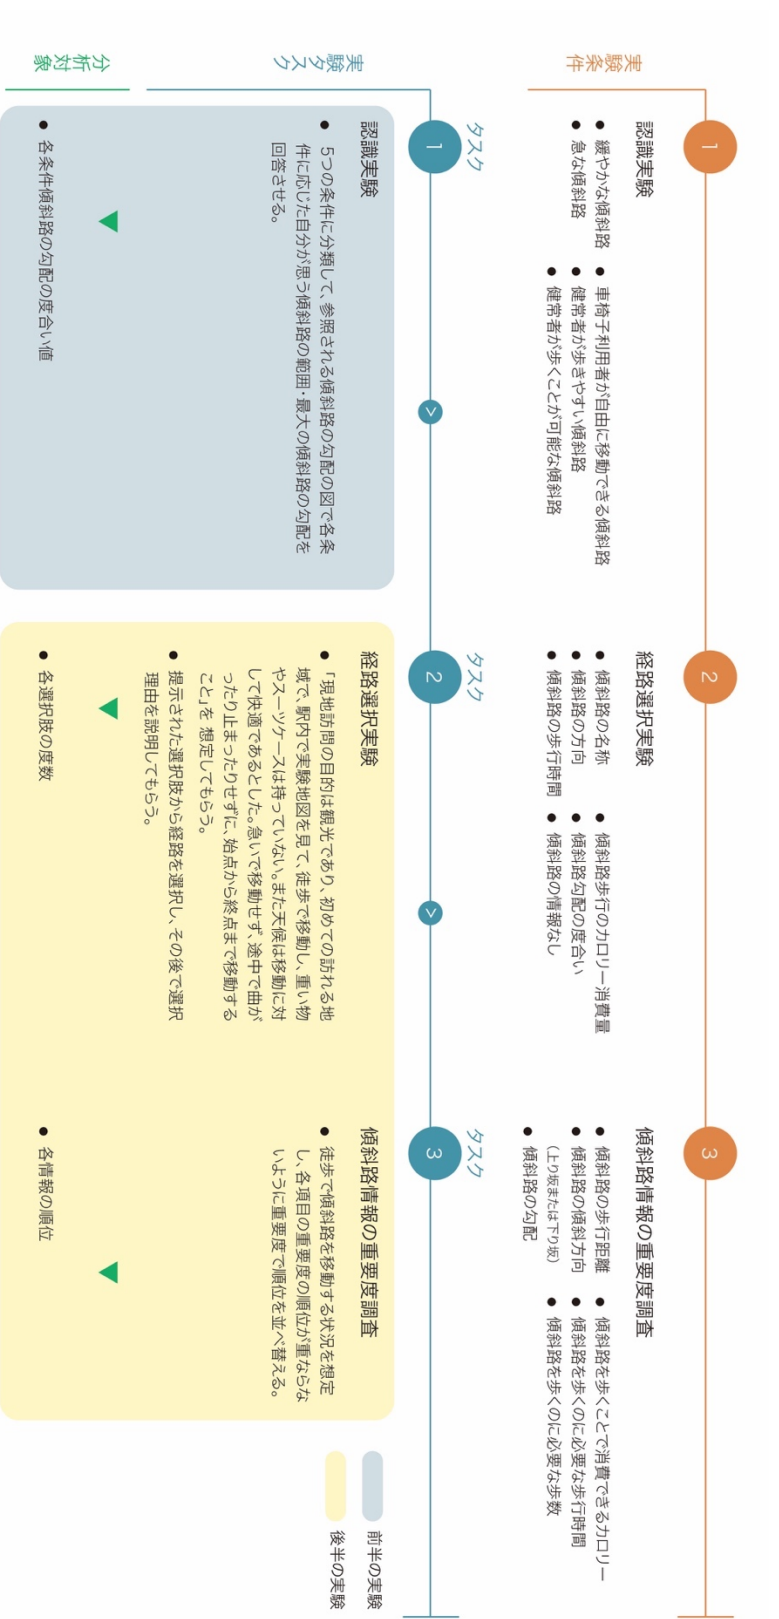 実験条件
1
認識実験
● 緩やかな傾斜路
● 急な傾斜路
● 車椅子利用者が自由に移動できる傾斜路
● 健常者が歩きやすい傾斜路
● 健常者が歩くことが可能な傾斜路
2
経路選択実験
● 傾斜路の名称
● 傾斜路の方向
● 傾斜路の歩行時間
● 傾斜路歩行のカロリー消費量
● 傾斜路勾配の度合い
● 傾斜路の情報なし
3
傾斜路情報の重要度調査
● 傾斜路の歩行距離
● 傾斜路の傾斜方向
（上り坂または下り坂）
● 傾斜路の勾配
● 傾斜路を歩くことで消費できるカロリー
● 傾斜路を歩くのに必要な歩行時間
● 傾斜路を歩くのに必要な歩数
実験タスク
タスク
1
認識実験
● 5つの条件に分類して、参照される傾斜路の勾配の図で各条
件に応じた自分が思う傾斜路の範囲・最大の傾斜路の勾配を
回答させる。
>
タスク
2
経路選択実験
● 「現地訪問の目的は観光であり、初めての訪れる地
域で、駅内で実験地図を見て、徒歩で移動し、重い物
やスーツケースは持っていない。また天候は移動に対
して快適であるとした。急いで移動せず、途中で曲が
ったり止まったりせずに、始点から終点まで移動する
こと」を 想定してもらう。
● 提示された選択肢から経路を選択し、その後で選択
理由を説明してもらう。
>
タスク
3
傾斜路情報の重要度調査
● 徒歩で傾斜路を移動する状況を想定
し、各項目の重要度の順位が重ならな
いように重要度で順位を並べ替える。
分析対象
● 各条件傾斜路の勾配の度合い値
● 各選択肢の度数
● 各情報の順位
前半の実験
後半の実験